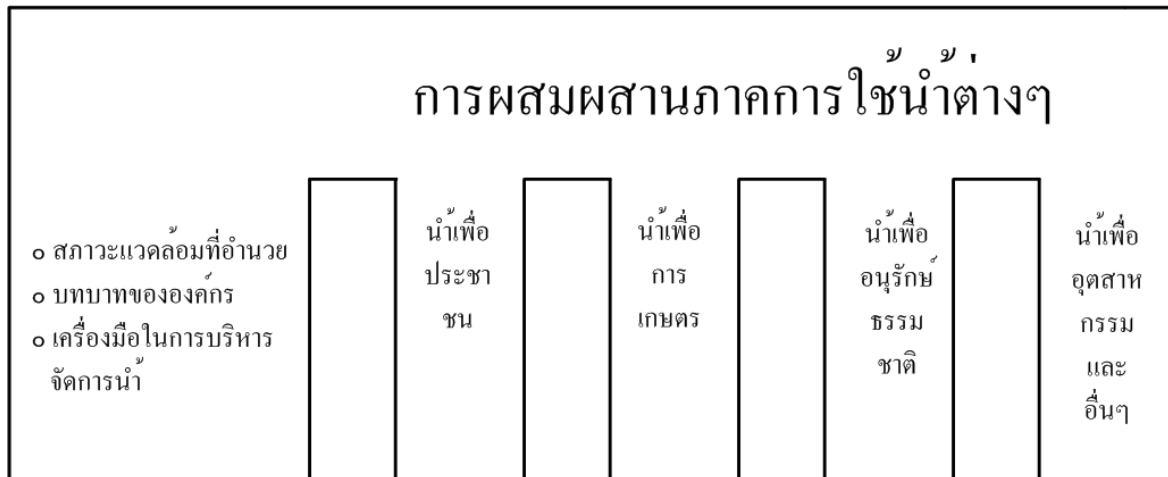 การผสมผสานภาคการใช้น้ำต่างๆ
o สภาวะแวดล้อมที่อำนวย
o บทบาทขององค์กร
o เครื่องมือในการบริหาร
จัดการน้ำ
น้ำเพื่อ
ประชา
ชน
น้ำเพื่อ
การ
เกษตร
น้ำเพื่อ
อนุรักษ์
ธรรม
ชาติ
น้ำเพื่อ
อุตสาห
กรรม
และ
อื่นๆ